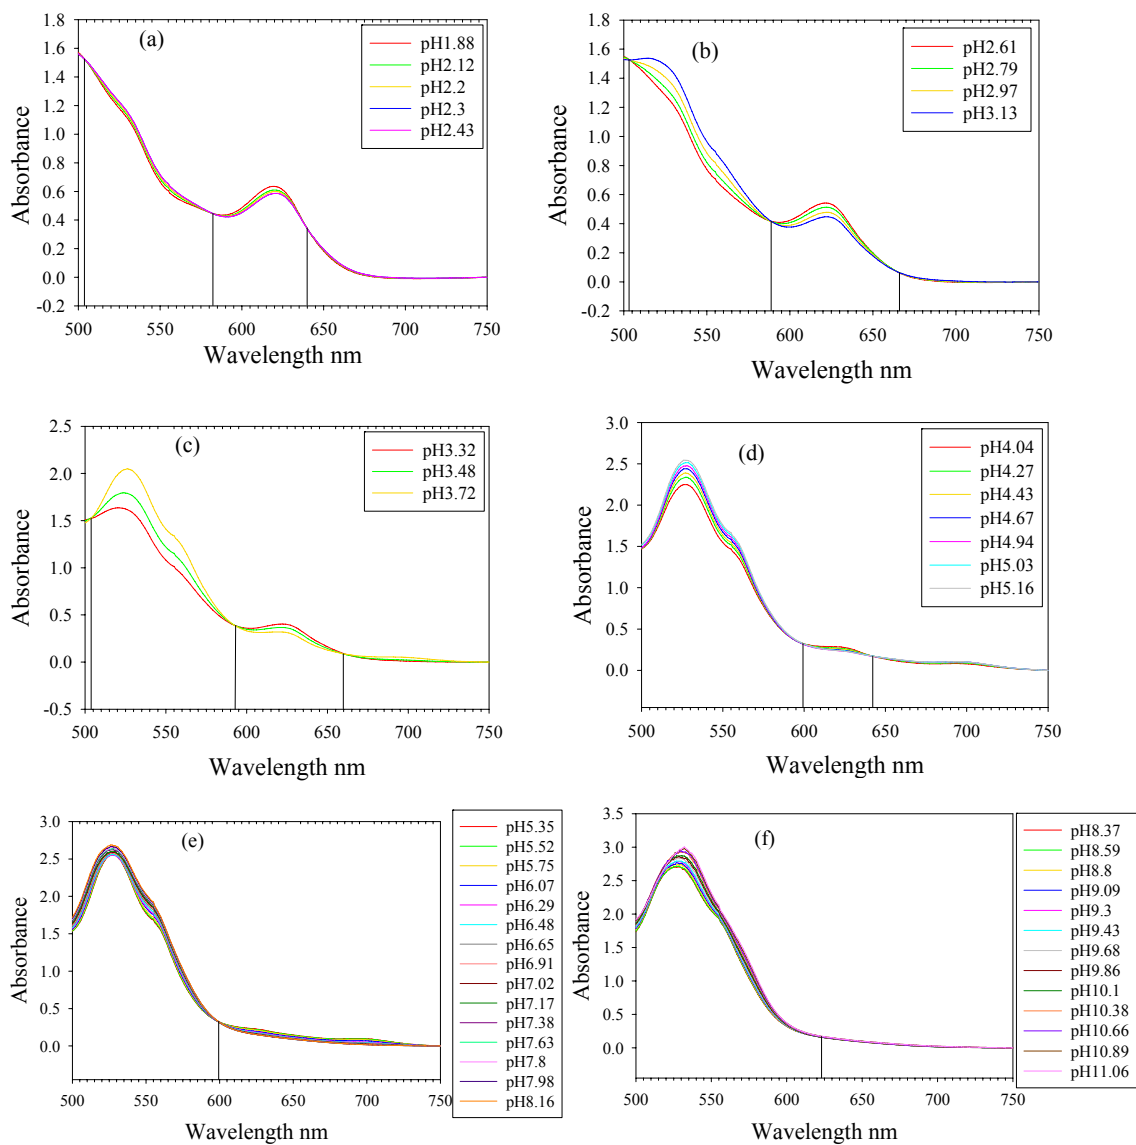 (a)
1.8
1.6
1.4
1.2
1.0
0.8
0.6
0.4
0.2
0.0
-0.2
Absorbance
500 550 600 650 700 750
Wavelength nm
pH1.88
pH2.12
pH2.2
pH2.3
pH2.43
(b)
1.8
1.6
1.4
1.2
1.0
0.8
0.6
0.4
0.2
0.0
-0.2
Absorbance
500 550 600 650 700 750
Wavelength nm
pH2.61
pH2.79
pH2.97
pH3.13
(c)
2.5
2.0
1.5
1.0
0.5
0.0
-0.5
Absorbance
500 550 600 650 700 750
Wavelength nm
pH3.32
pH3.48
pH3.72
(d)
3.0
2.5
2.0
1.5
1.0
0.5
0.0
Absorbance
500 550 600 650 700 750
Wavelength nm
pH4.04
pH4.27
pH4.43
pH4.67
pH4.94
pH5.03
pH5.16
(e)
3.0
2.5
2.0
1.5
1.0
0.5
0.0
Absorbance
500 550 600 650 700 750
Wavelength nm
pH5.35
pH5.52
pH5.75
pH6.07
pH6.29
pH6.48
pH6.65
pH6.91
pH7.02
pH7.17
pH7.38
pH7.63
pH7.8
pH7.98
pH8.16
(f)
3.5
3.0
2.5
2.0
1.5
1.0
0.5
0.0
Absorbance
500 550 600 650 700 750
Wavelength nm
pH8.37
pH8.59
pH8.8
pH9.09
pH9.3
pH9.43
pH9.68
pH9.86
pH10.1
pH10.38
pH10.66
pH10.89
pH11.06